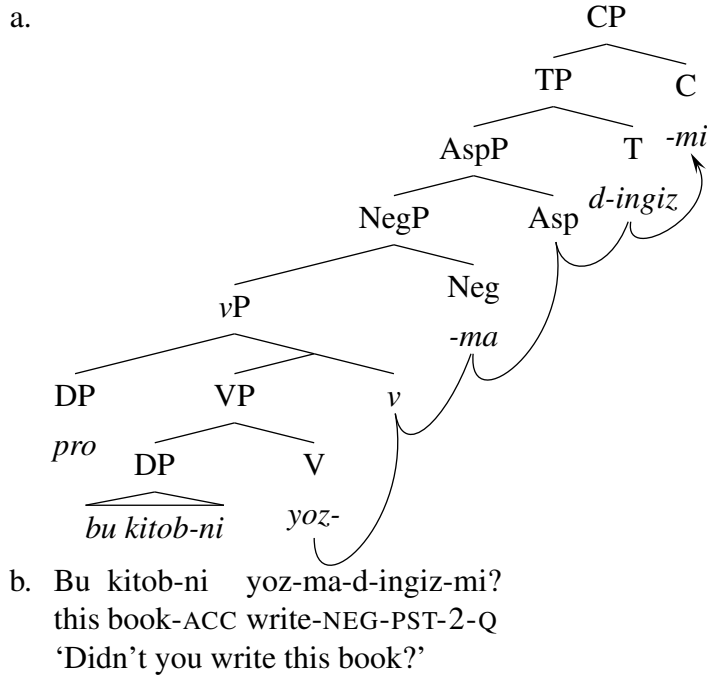 a.
CP
TP C
AspP T -mi
NegP Asp d-ingiz
vP Neg
-ma
DP VP v
pro DP V
bu kitob-ni yoz-
b. Bu kitob-ni yoz-ma-d-ingiz-mi?
this book-ACC write-NEG-PST-2-Q
‘Didn’t you write this book?’